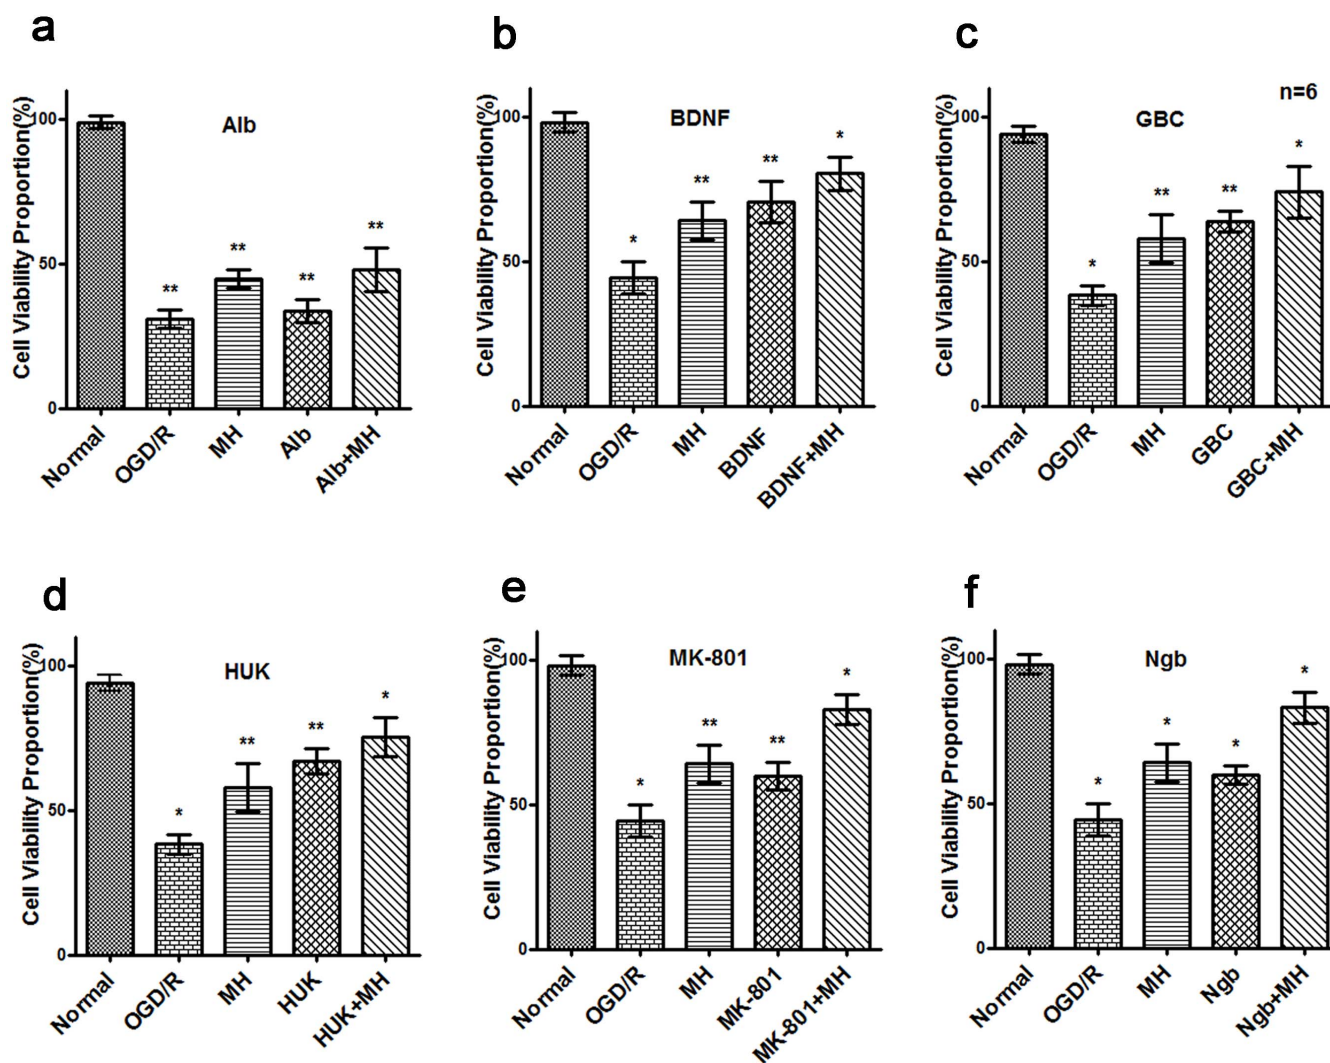 a
Alb
Cell Viability Proportion(%)
100
50
0
**
**
**
**
Normal
OGD/R
MH
Alb
Alb+MH
b
BDNF
Cell Viability Proportion(%)
100
50
0
*
**
**
*
Normal
OGD/R
MH
BDNF
BDNF+MH
c
n=6
GBC
Cell Viability Proportion(%)
100
50
0
*
**
**
*
Normal
OGD/R
MH
GBC
GBC+MH
d
HUK
Cell Viability Proportion(%)
100
50
0
*
**
**
*
Normal
OGD/R
MH
HUK
HUK+MH
e
MK-801
Cell Viability Proportion(%)
100
50
0
*
**
**
*
Normal
OGD/R
MH
MK-801
MK-801+MH
f
Ngb
Cell Viability Proportion(%)
100
50
0
*
*
*
*
Normal
OGD/R
MH
Ngb
Ngb+MH